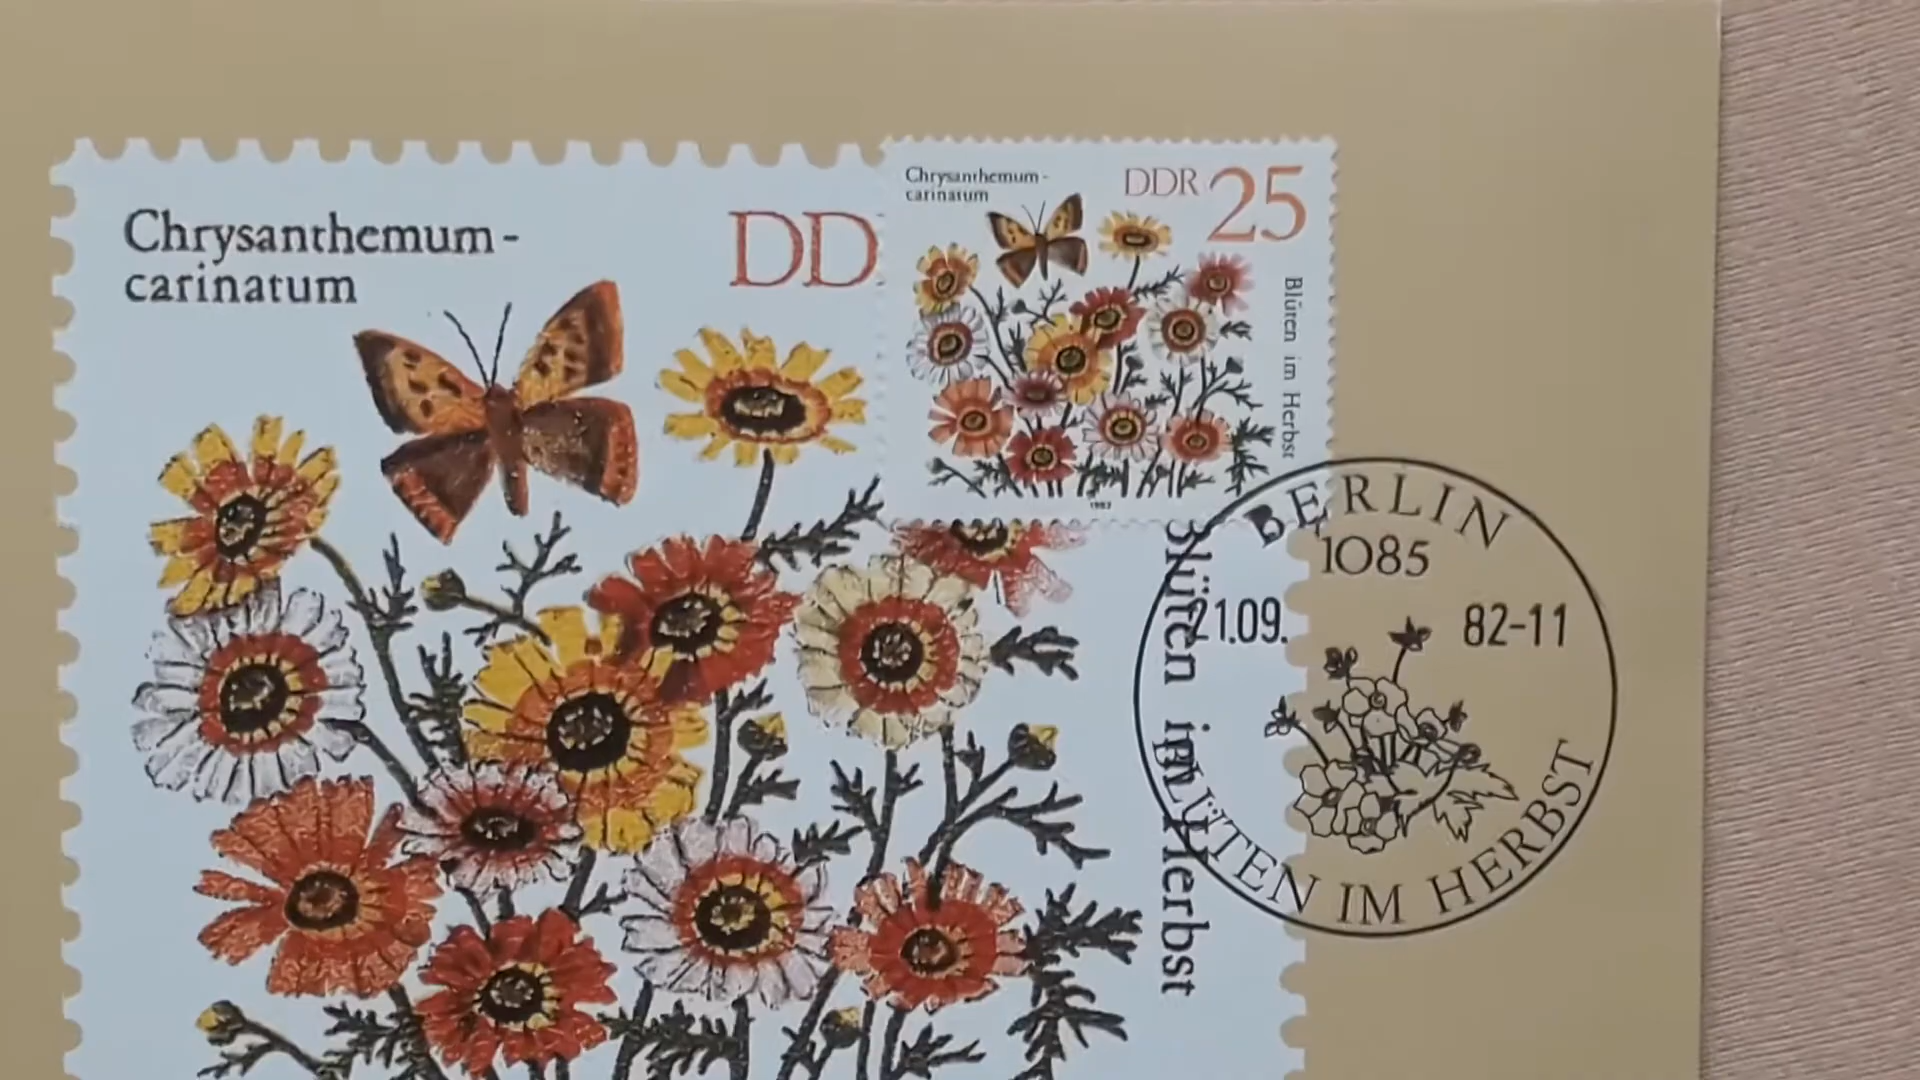 Chrysanthemum-
carinatum
DD
Chrysanthemum-
carinatum
DDR 25
Blüten im Herbst
1982
Blüten im Herbst
BERLIN
1085
21.09. 82-11
BLÜTEN IM HERBST